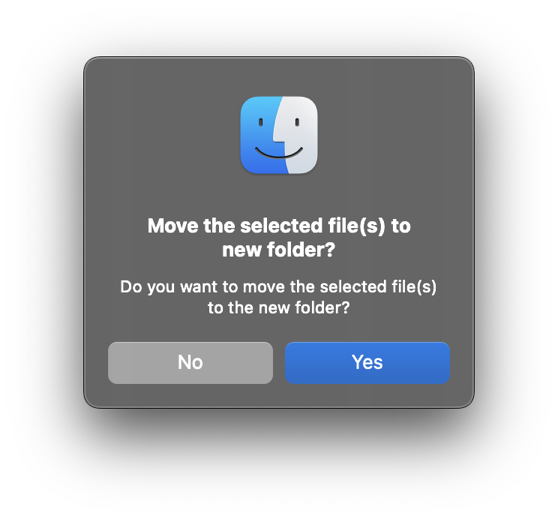 Move the selected file(s) to
new folder?
Do you want to move the selected file(s)
to the new folder?
No
Yes